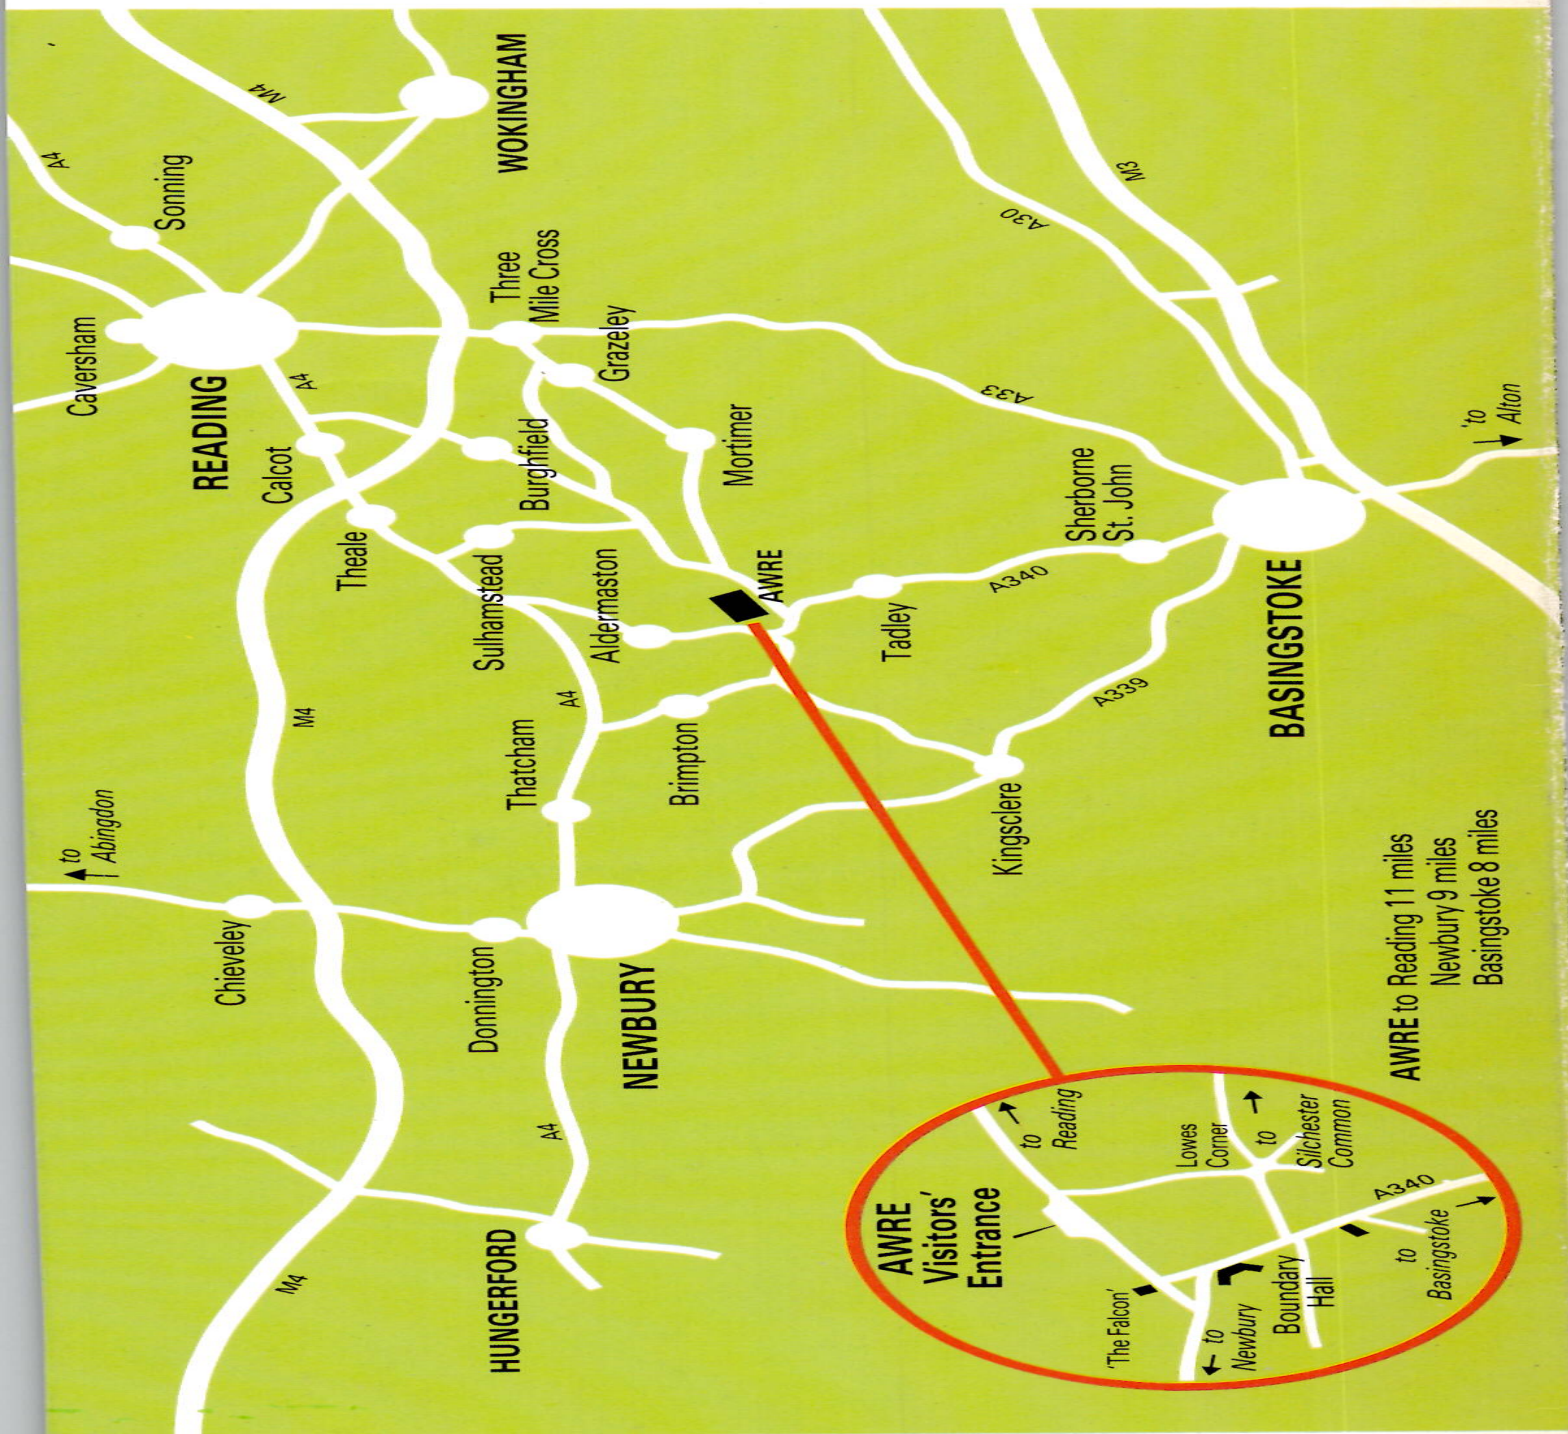 to
Abingdon
Chieveley
M4
M4
M4
A4
Sonning
Caversham
READING
A4
Calcot
Theale
WOKINGHAM
Three
Mile Cross
Grazeley
Burghfield
Mortimer
Sulhamstead
Aldermaston
AWRE
A4
Thatcham
Brimpton
Donnington
NEWBURY
A4
HUNGERFORD
Tadley
A340
Sherborne
St. John
A33
A30
M3
Kingsclere
A339
BASINGSTOKE
'to
Alton
AWRE
Visitors'
Entrance
to
Reading
'The Falcon'
to
Newbury
Lowes
Corner
to
Silchester
Common
Boundary
Hall
A340
to
Basingstoke
AWRE to Reading 11 miles
Newbury 9 miles
Basingstoke 8 miles